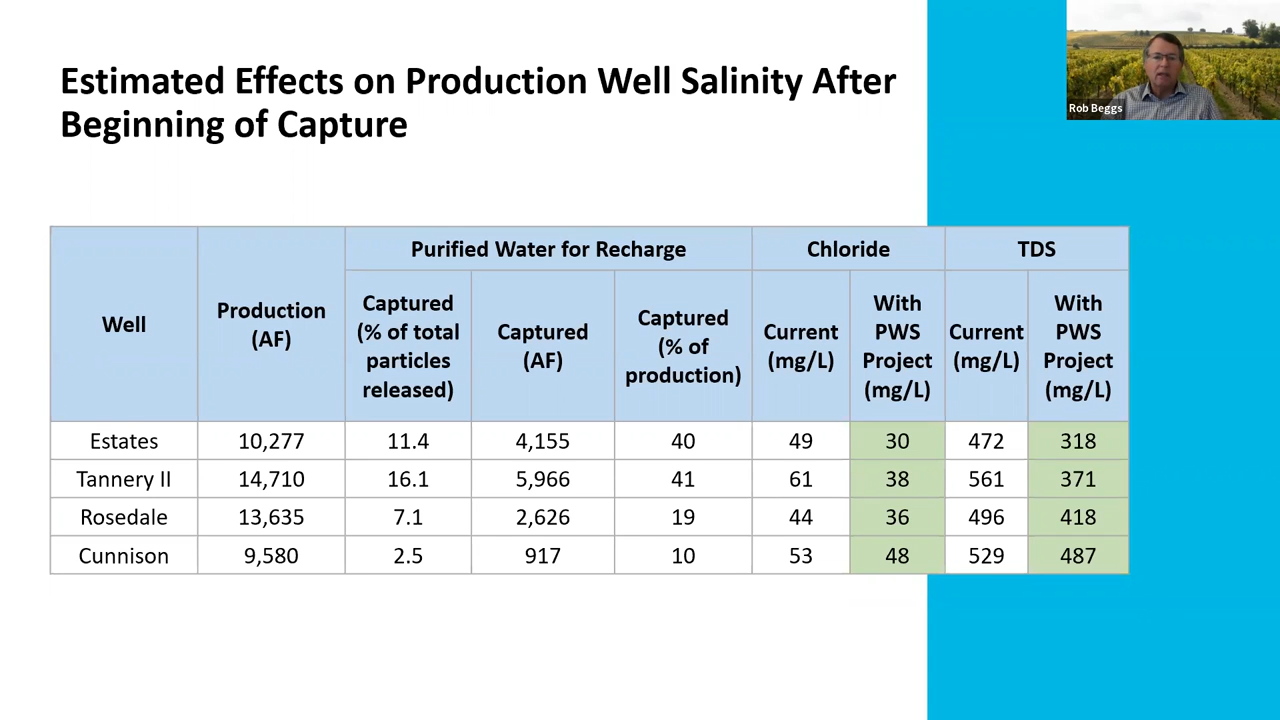 Estimated Effects on Production Well Salinity After
Beginning of Capture
Rob Beggs
Well
Production
(AF)
Purified Water for Recharge
Chloride
TDS
Captured
(% of total
particles
released)
Captured
(AF)
Captured
(% of
production)
Current
(mg/L)
With
PWS
Project
(mg/L)
Current
(mg/L)
With
PWS
Project
(mg/L)
Estates 10,277 11.4 4,155 40 49 30 472 318
Tannery II 14,710 16.1 5,966 41 61 38 561 371
Rosedale 13,635 7.1 2,626 19 44 36 496 418
Cunnison 9,580 2.5 917 10 53 48 529 487